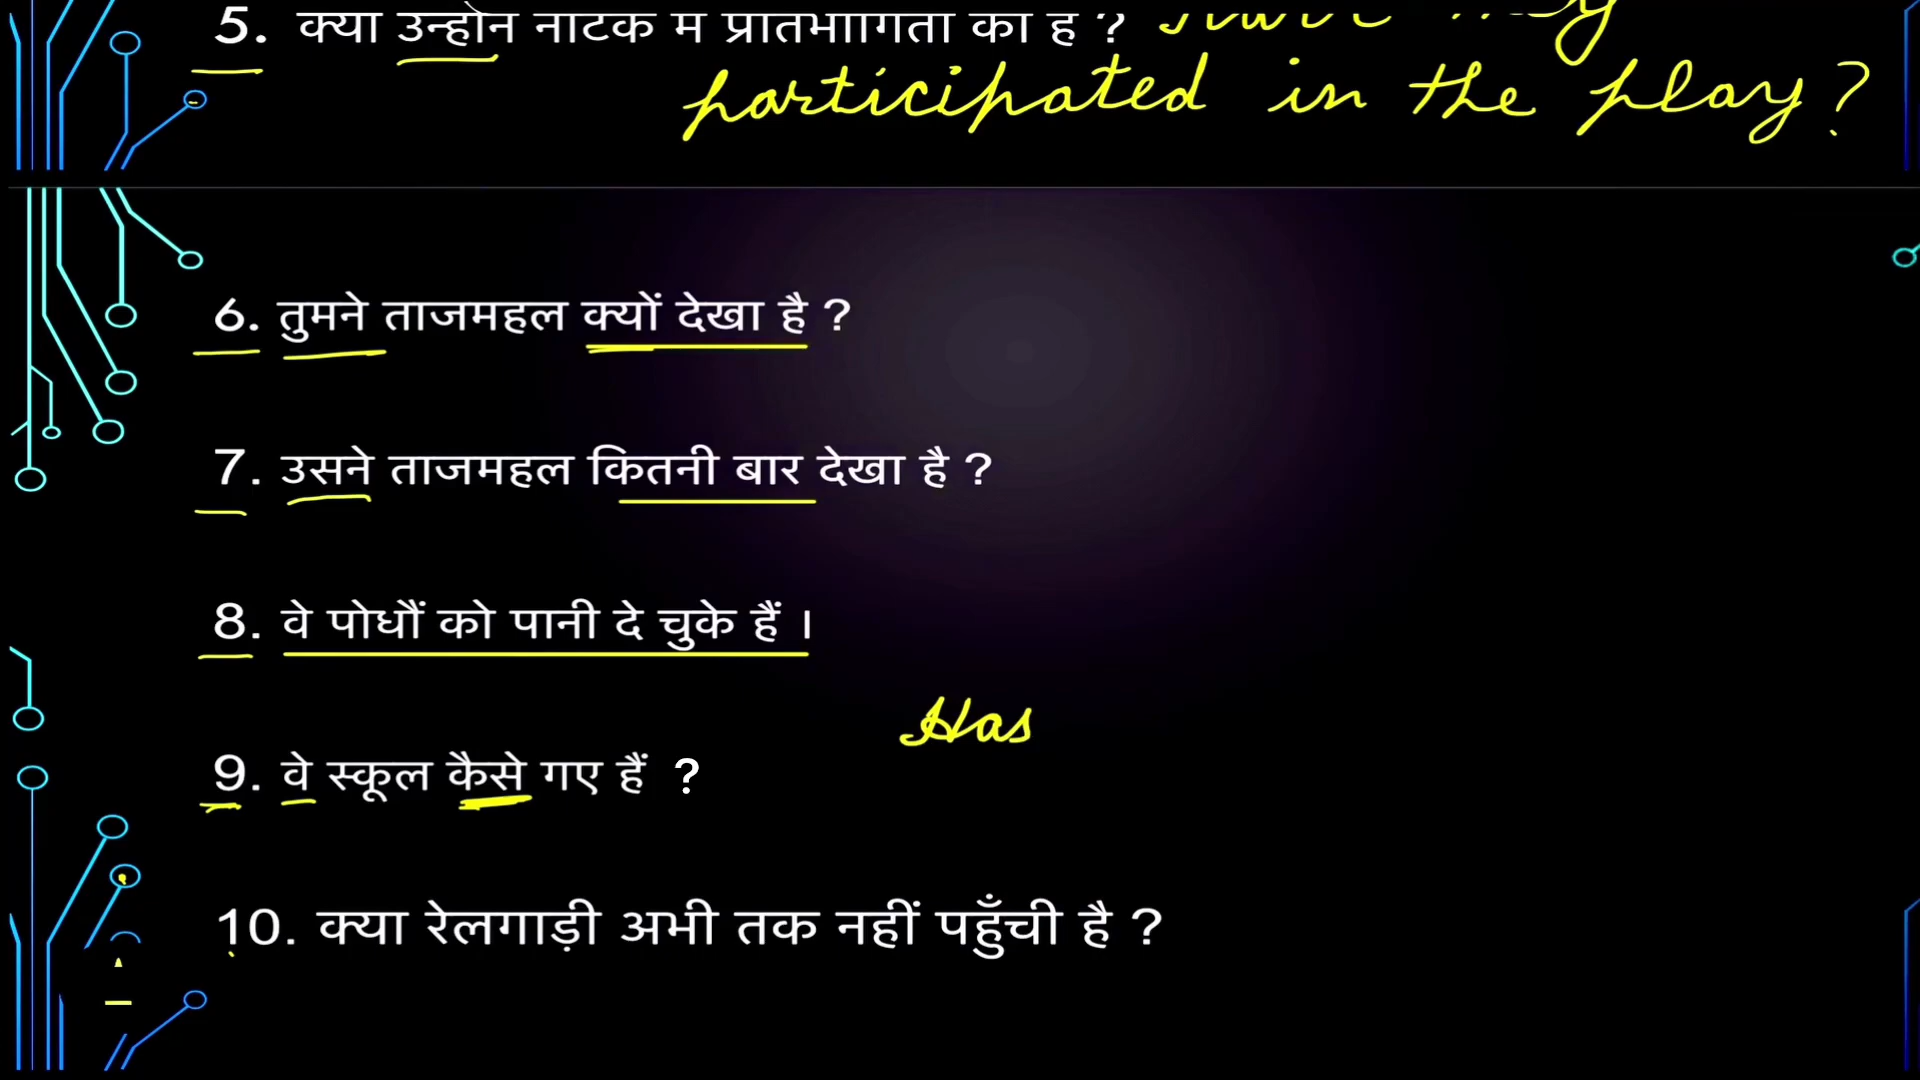 5. क्या उन्होंने नाटक में प्रतिभागिता की है ?
participated in the play?
6. तुमने ताजमहल क्यों देखा है ?
7. उसने ताजमहल कितनी बार देखा है ?
8. वे पोधौं को पानी दे चुके हैं ।
Has
9. वे स्कूल कैसे गए हैं ?
10. क्या रेलगाड़ी अभी तक नहीं पहुँची है ?